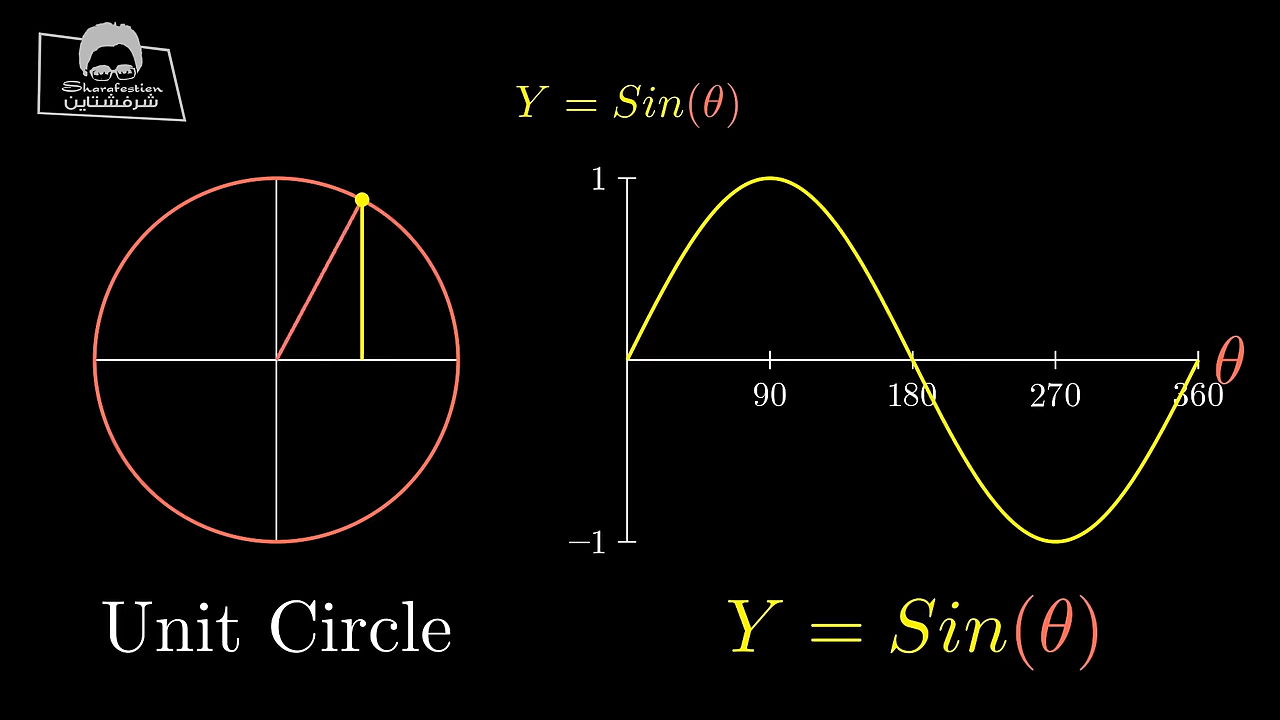 Sharafestien
شرفشتاين
Y = Sin(θ)
1
θ
90 180 270 360
−1
Unit Circle
Y = Sin(θ)